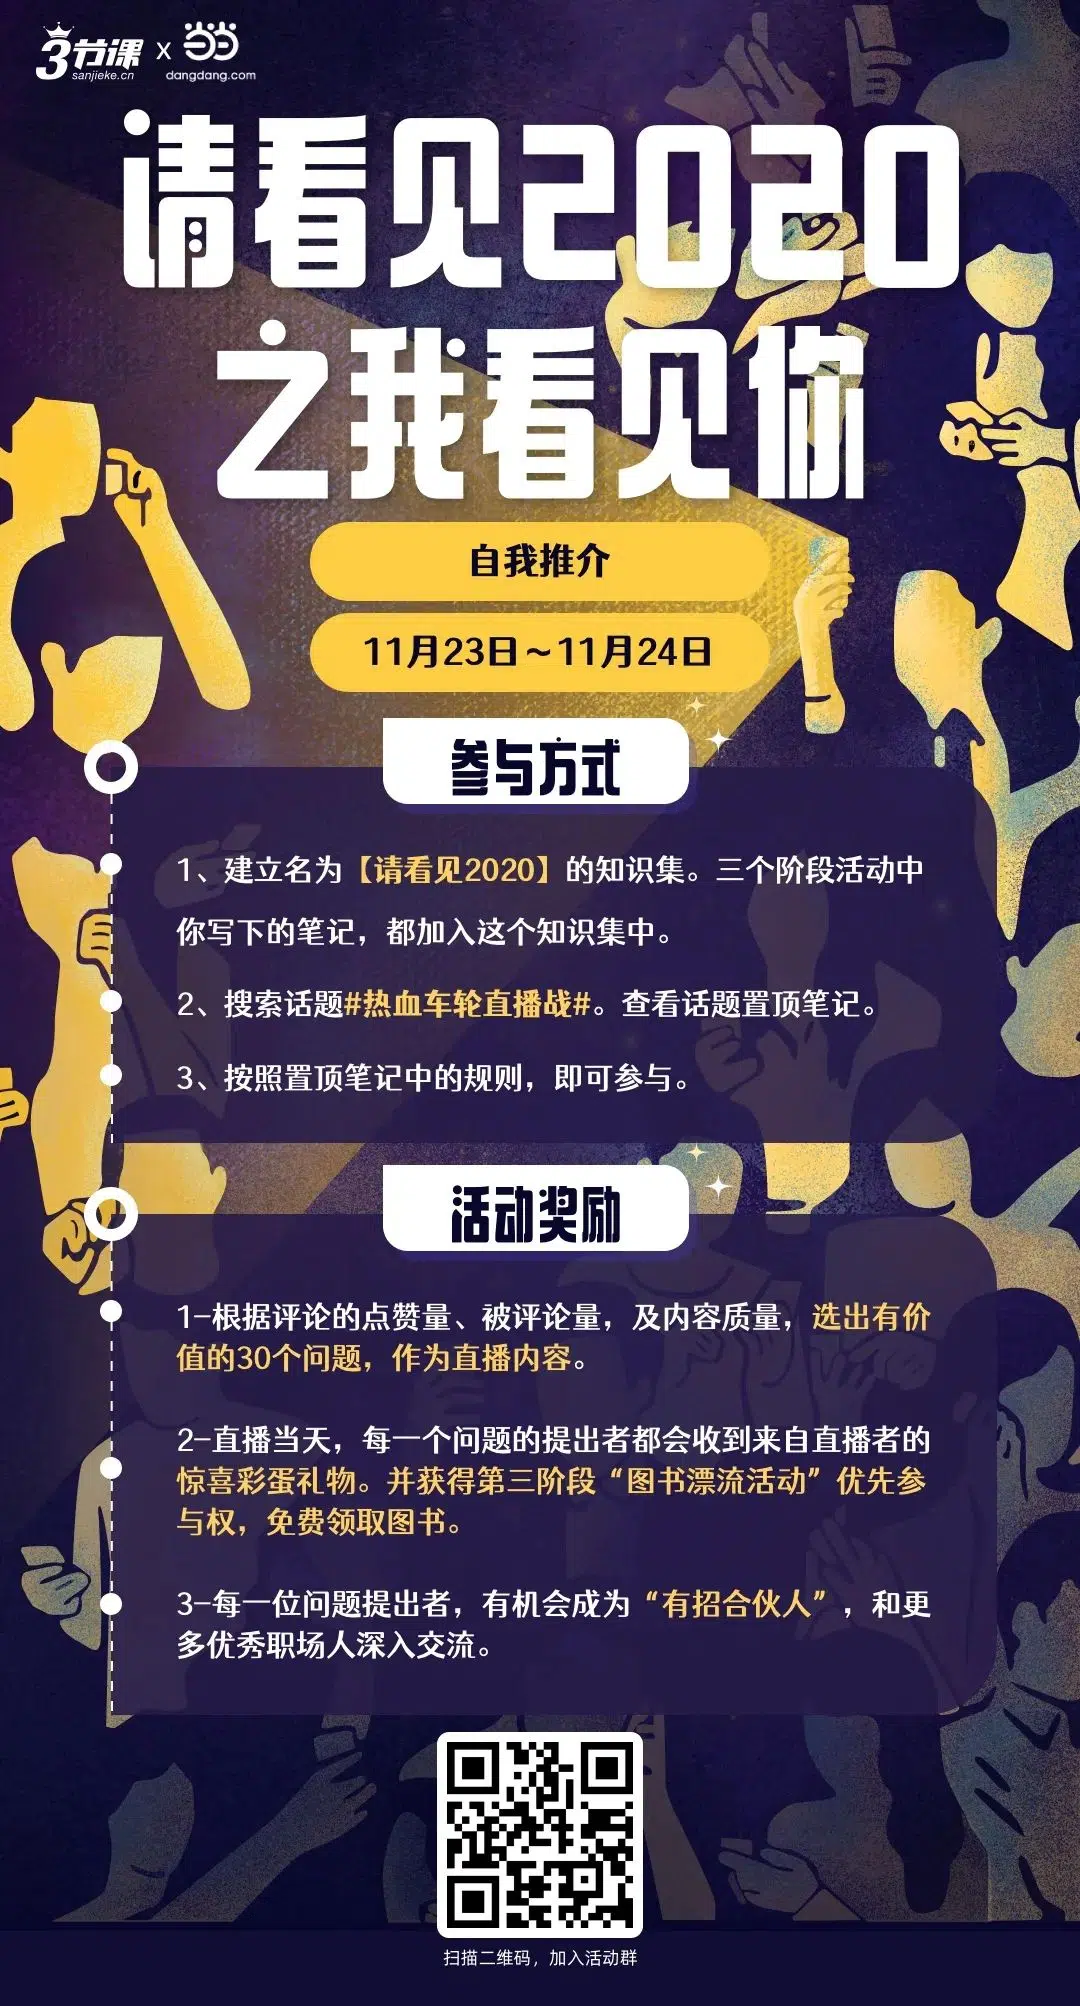 3节课 x 当当
sanjieke.cn dangdang.com
请看见2020
之我看见你
自我推介
11月23日~11月24日
参与方式
1、建立名为【请看见2020】的知识集。三个阶段活动中
你写下的笔记，都加入这个知识集中。
2、搜索话题#热血车轮直播战#。查看话题置顶笔记。
3、按照置顶笔记中的规则，即可参与。
活动奖励
1-根据评论的点赞量、被评论量，及内容质量，选出有价
值的30个问题，作为直播内容。
2-直播当天，每一个问题的提出者都会收到来自直播者的
惊喜彩蛋礼物。并获得第三阶段“图书漂流活动”优先参
与权，免费领取图书。
3-每一位问题提出者，有机会成为“有招合伙人”，和更
多优秀职场人深入交流。
扫描二维码，加入活动群